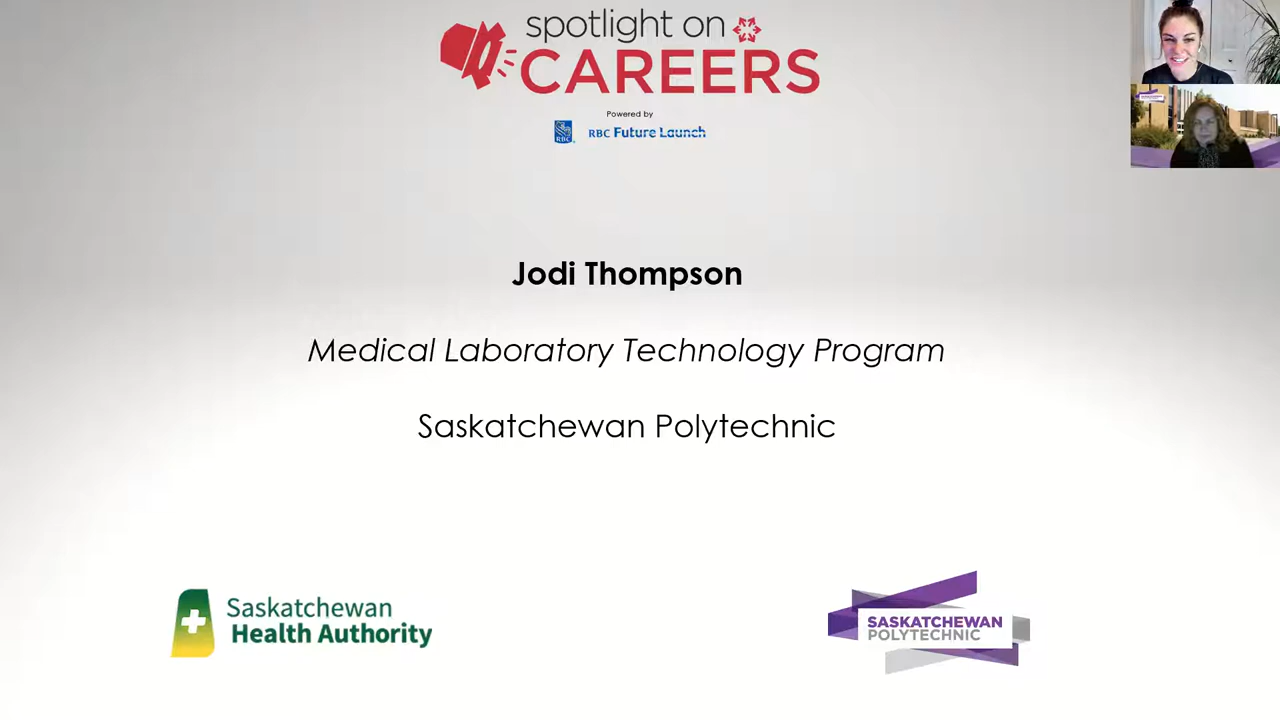 spotlight on
CAREERS
Powered by
RBC
RBC Future Launch
Jodi Thompson
Medical Laboratory Technology Program
Saskatchewan Polytechnic
Saskatchewan
Health Authority
SASKATCHEWAN
POLYTECHNIC